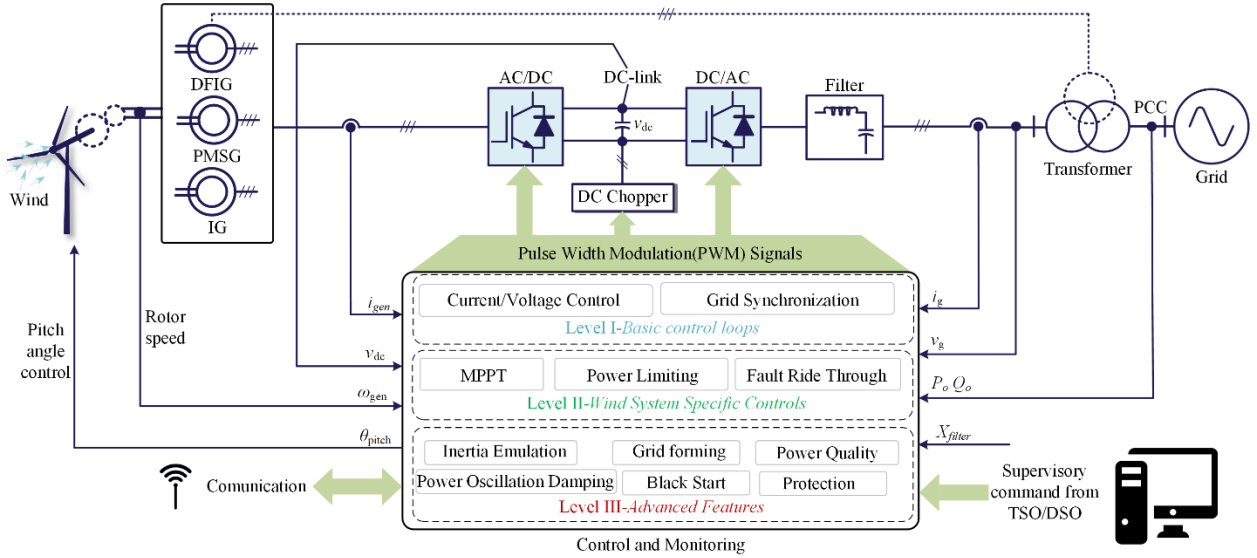 DFIG
PMSG
IG
Wind
AC/DC
DC-link
DC/AC
Filter
v_dc
DC Chopper
PCC
Transformer
Grid
Pulse Width Modulation(PWM) Signals
Current/Voltage Control
Grid Synchronization
Level I-Basic control loops
MPPT
Power Limiting
Fault Ride Through
Level II-Wind System Specific Controls
Inertia Emulation
Grid forming
Power Quality
Power Oscillation Damping
Black Start
Protection
Level III-Advanced Features
Control and Monitoring
Pitch
angle
control
Rotor
speed
i_gen
v_dc
ω_gen
θ_pitch
Comunication
i_g
v_g
P_o Q_o
X_filter
Supervisory
command from
TSO/DSO